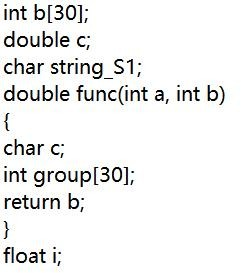 int b[30];
double c;
char string_S1;
double func(int a, int b)
{
char c;
int group[30];
return b;
}
float i;